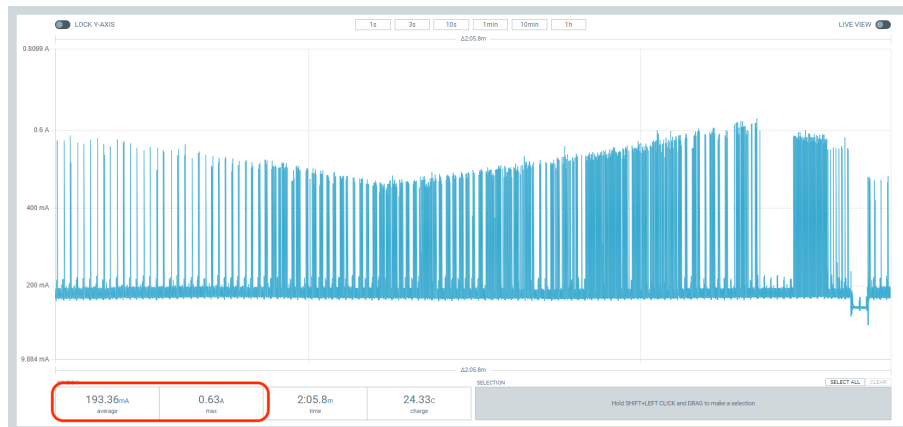 LOCK Y-AXIS 1s 3s 10s 1min 10min 1h LIVE VIEW
Δ2:05.8m
0.8099 A
0.6 A
400 mA
200 mA
9.884 mA
Δ2:05.8m
SELECTION SELECT ALL CLEAR
193.36mA 0.63A 2:05.8m 24.33C
average max time charge
Hold SHIFT+LEFT CLICK and DRAG to make a selection